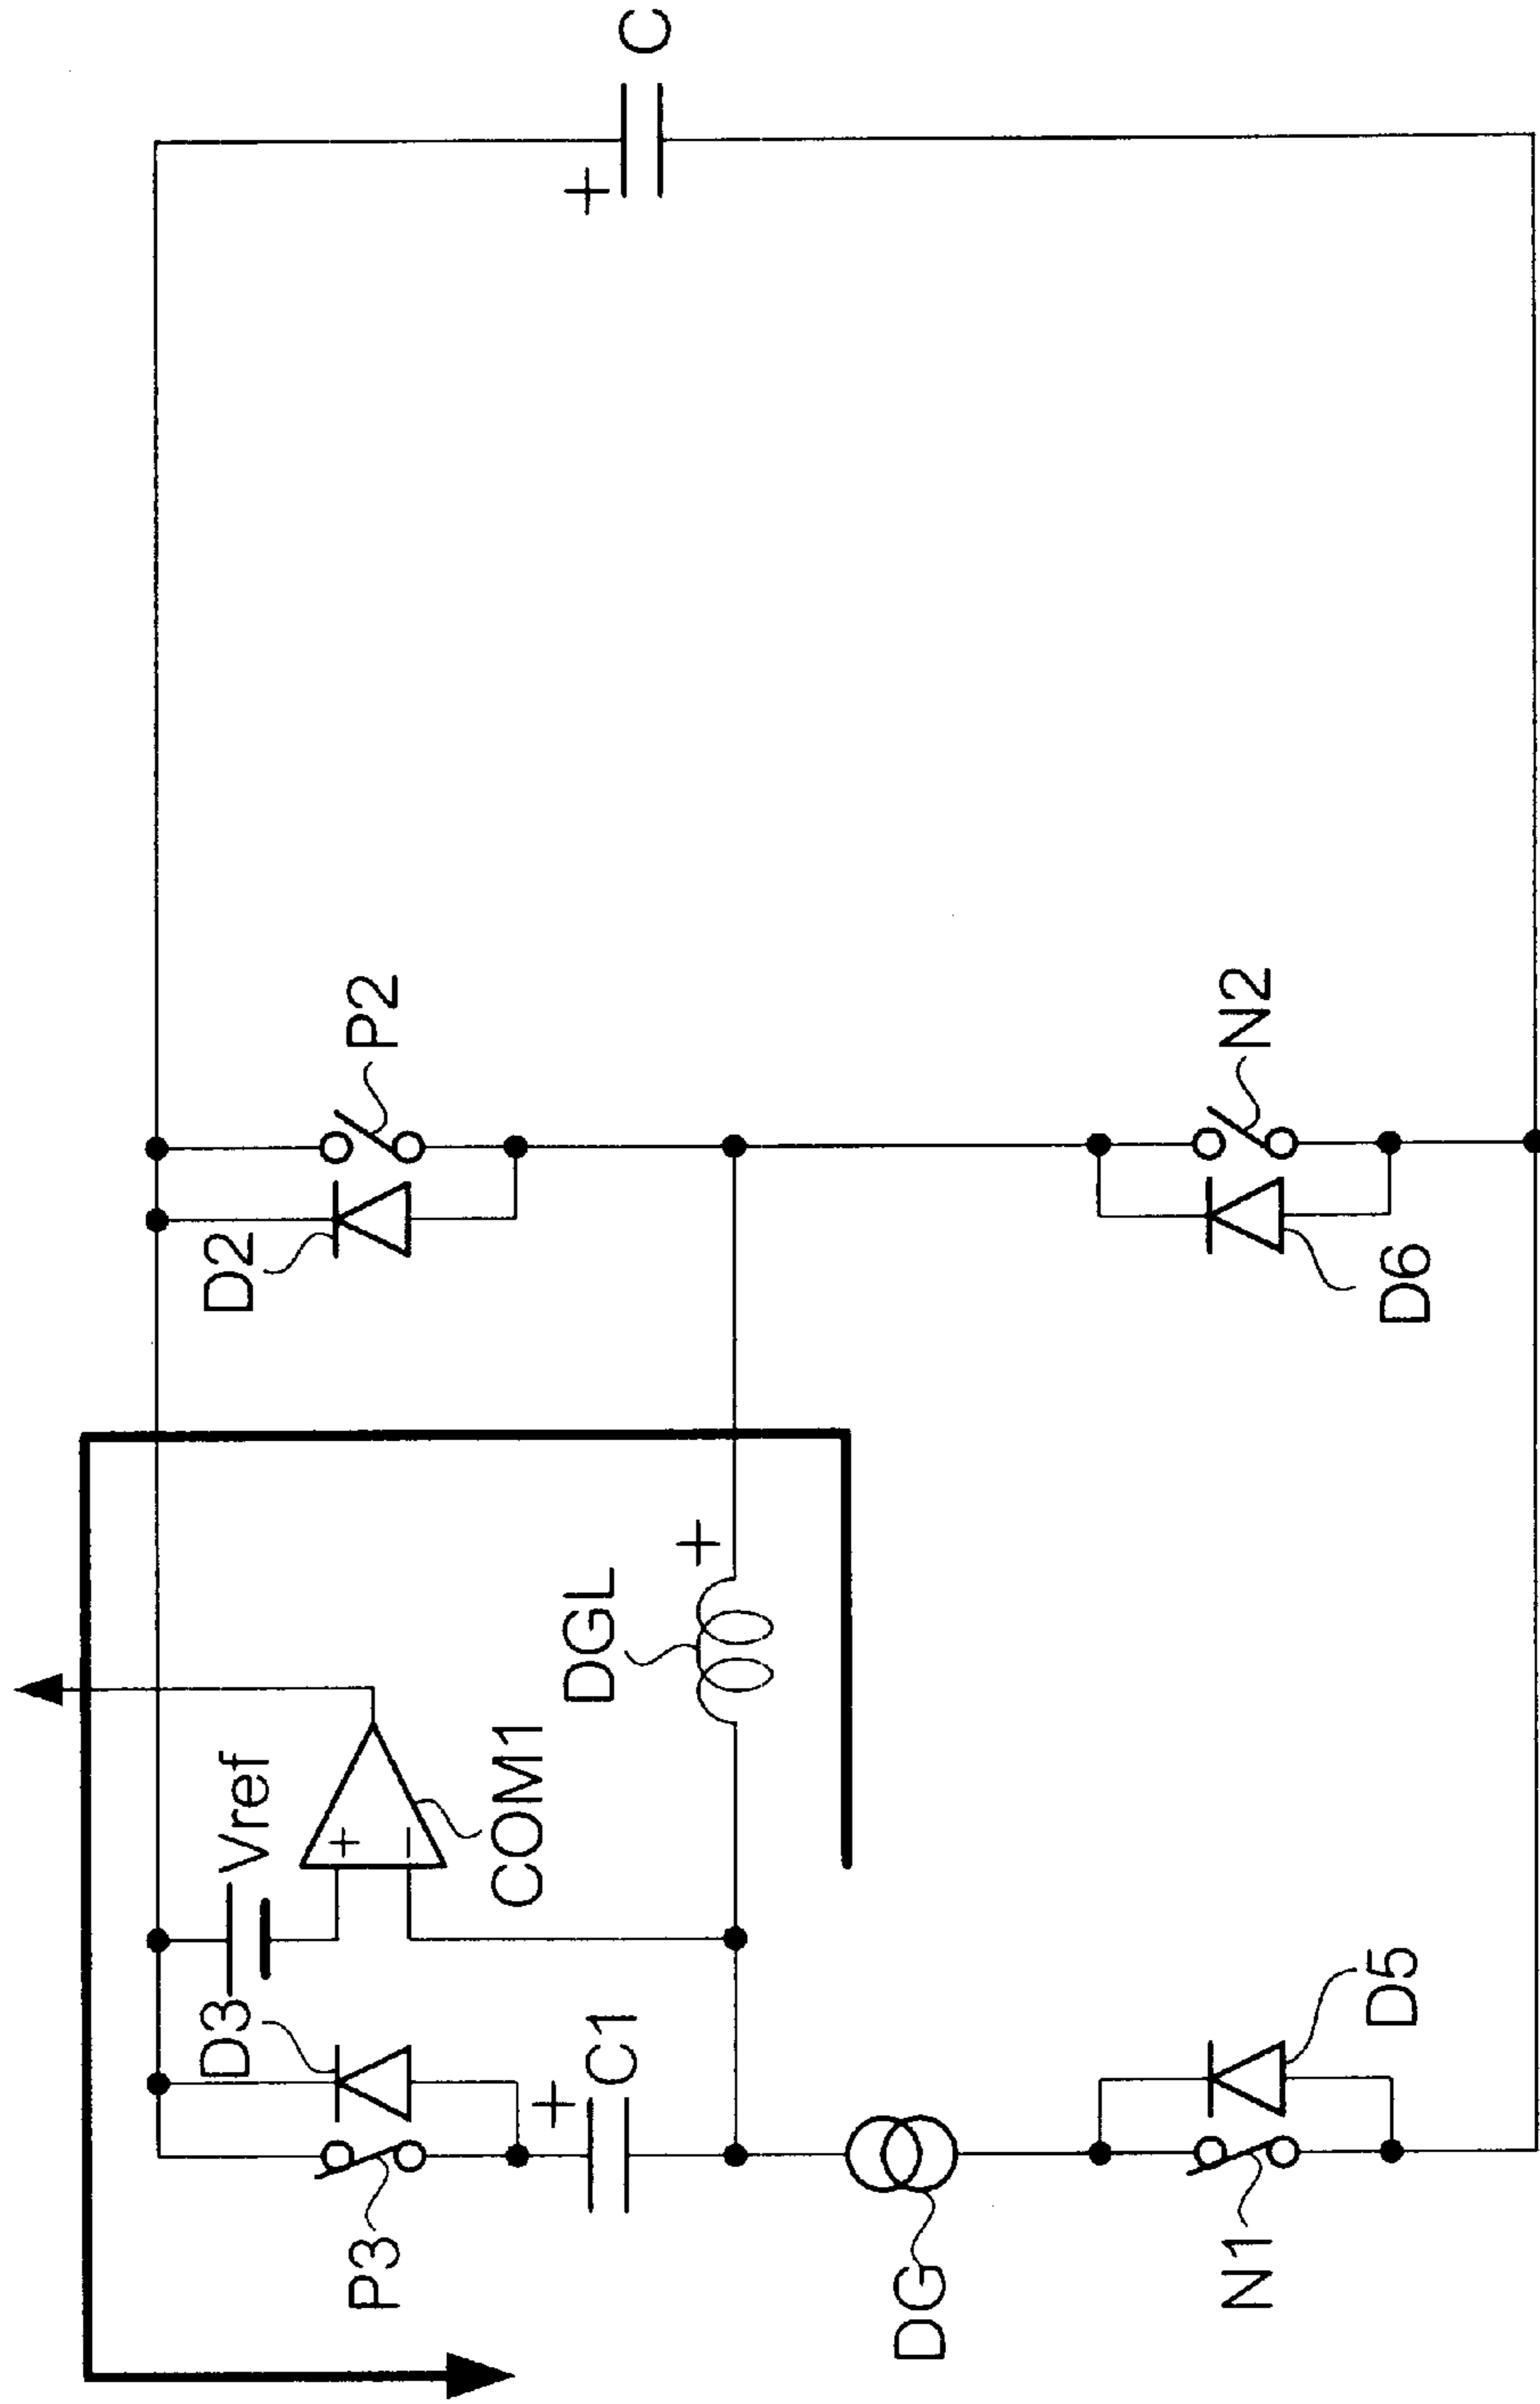 C
+
P2
D2
N2
D6
+
DGL
Vref
+
−
COM1
D3
C1
+
D5
P3
DG
N1